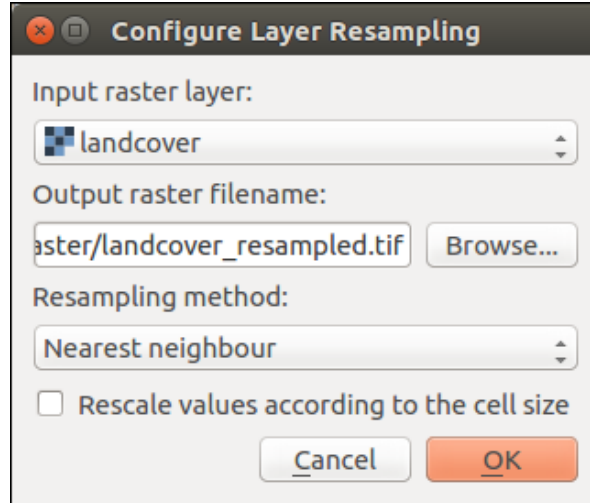 Configure Layer Resampling
Input raster layer:
landcover
Output raster filename:
aster/landcover_resampled.tif Browse...
Resampling method:
Nearest neighbour
Rescale values according to the cell size
Cancel OK